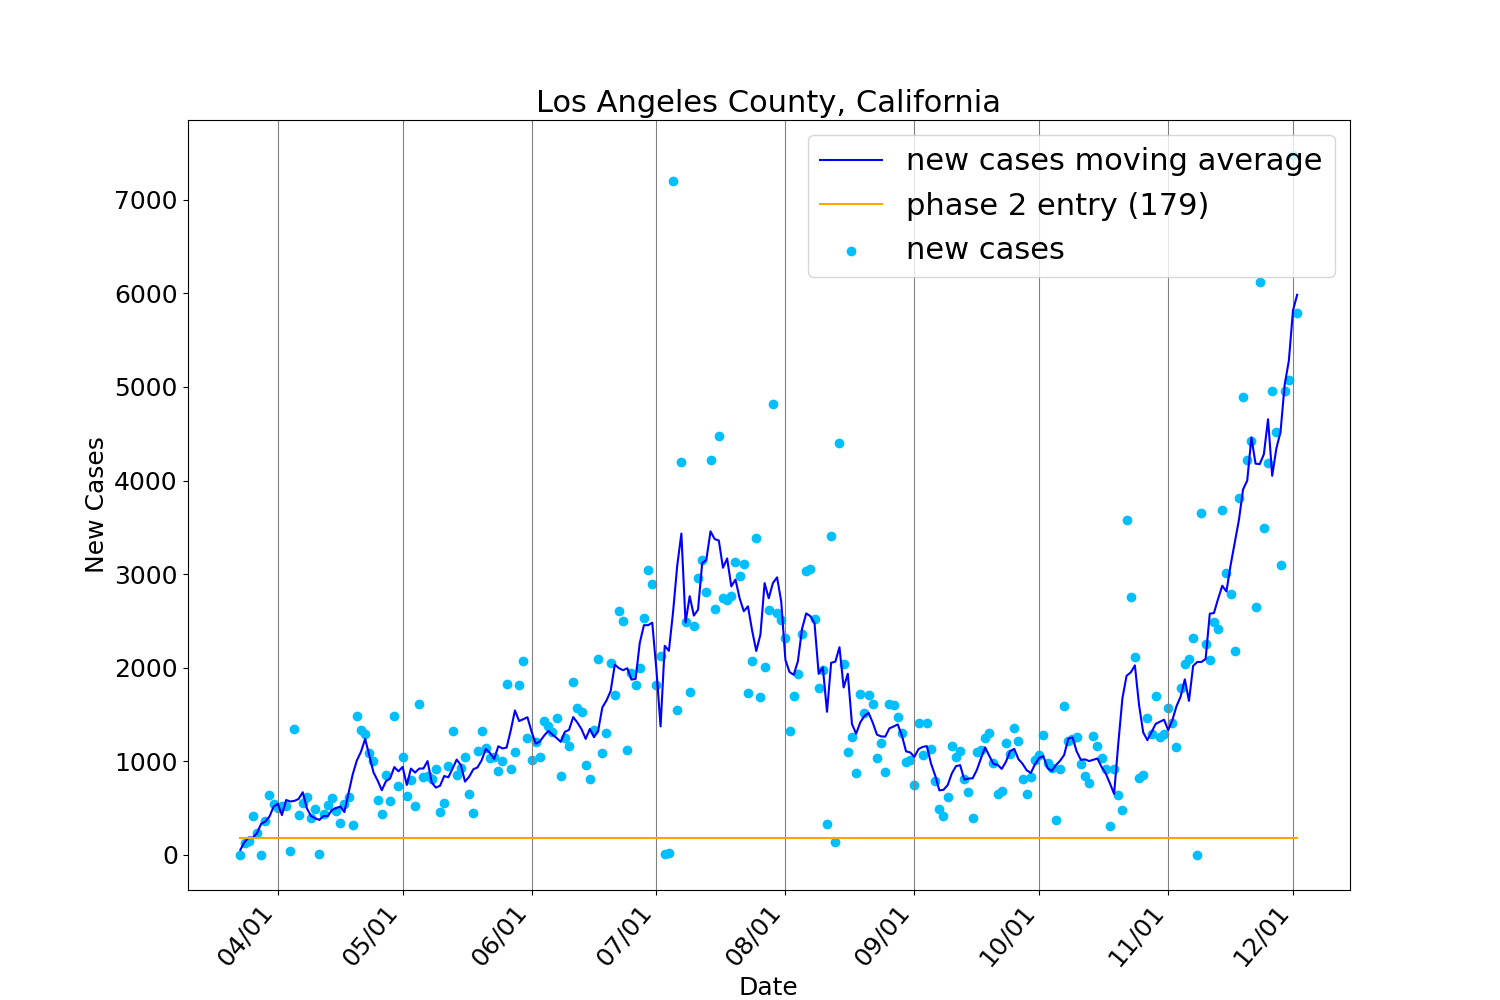 Los Angeles County, California
new cases moving average
phase 2 entry (179)
new cases
New Cases
7000
6000
5000
4000
3000
2000
1000
0
04/01
05/01
06/01
07/01
08/01
09/01
10/01
11/01
12/01
Date